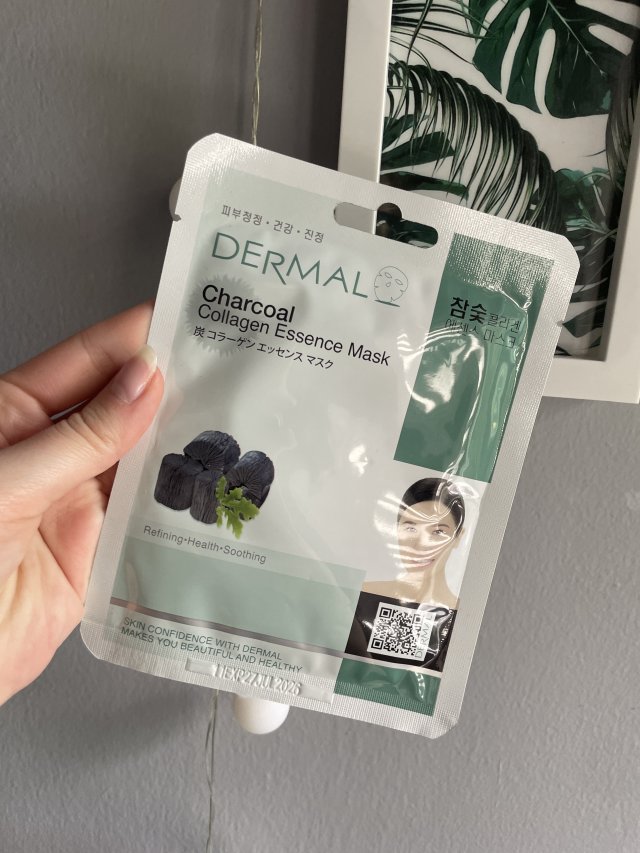 피부청정・건강・진정
DERMAL
Charcoal
Collagen Essence Mask
炭 コラーゲン エッセンス マスク
참숯콜라겐
에센스 마스크
Refining•Health•Soothing
DERMAL
SKIN CONFIDENCE WITH DERMAL
MAKES YOU BEAUTIFUL AND HEALTHY
2026